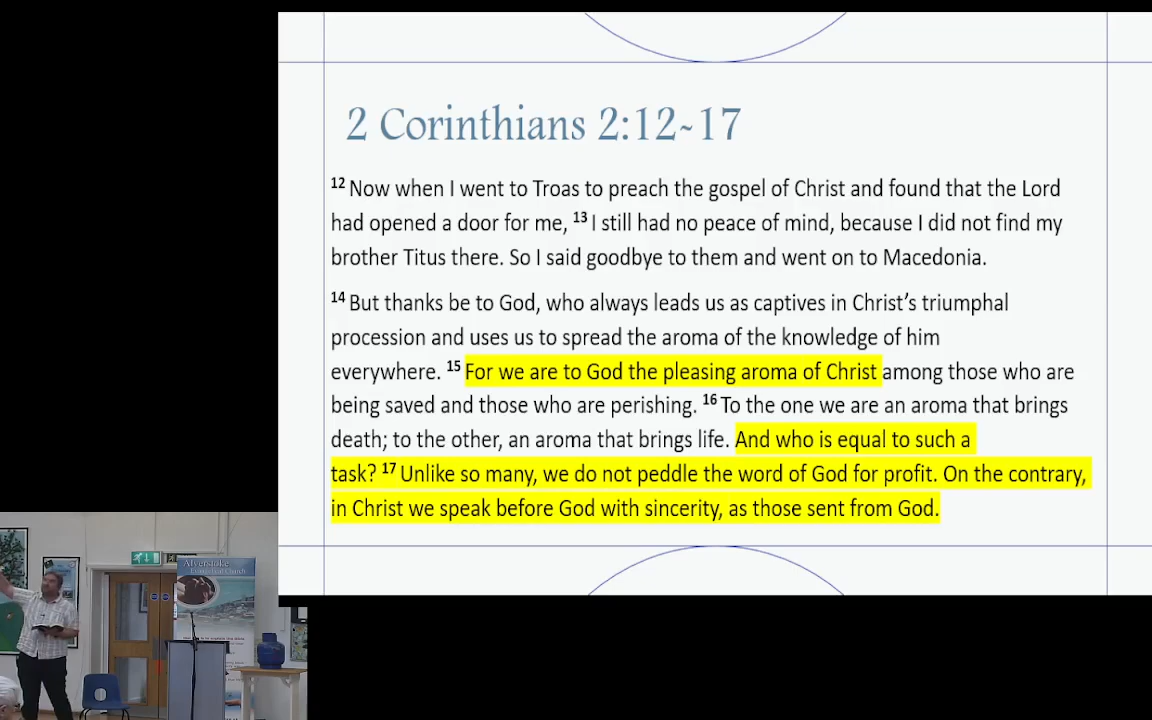 2 Corinthians 2:12-17
12 Now when I went to Troas to preach the gospel of Christ and found that the Lord
had opened a door for me, 13 I still had no peace of mind, because I did not find my
brother Titus there. So I said goodbye to them and went on to Macedonia.
14 But thanks be to God, who always leads us as captives in Christ’s triumphal
procession and uses us to spread the aroma of the knowledge of him
everywhere. 15 For we are to God the pleasing aroma of Christ among those who are
being saved and those who are perishing. 16 To the one we are an aroma that brings
death; to the other, an aroma that brings life. And who is equal to such a
task? 17 Unlike so many, we do not peddle the word of God for profit. On the contrary,
in Christ we speak before God with sincerity, as those sent from God.
Alverstoke
Church